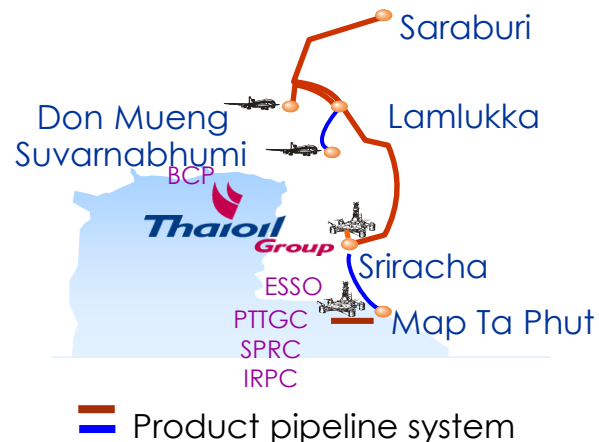 Saraburi
Don Mueng
Lamlukka
Suvarnabhumi
BCP
Thaioil
Group
Sriracha
ESSO
PTTGC
Map Ta Phut
SPRC
IRPC
Product pipeline system